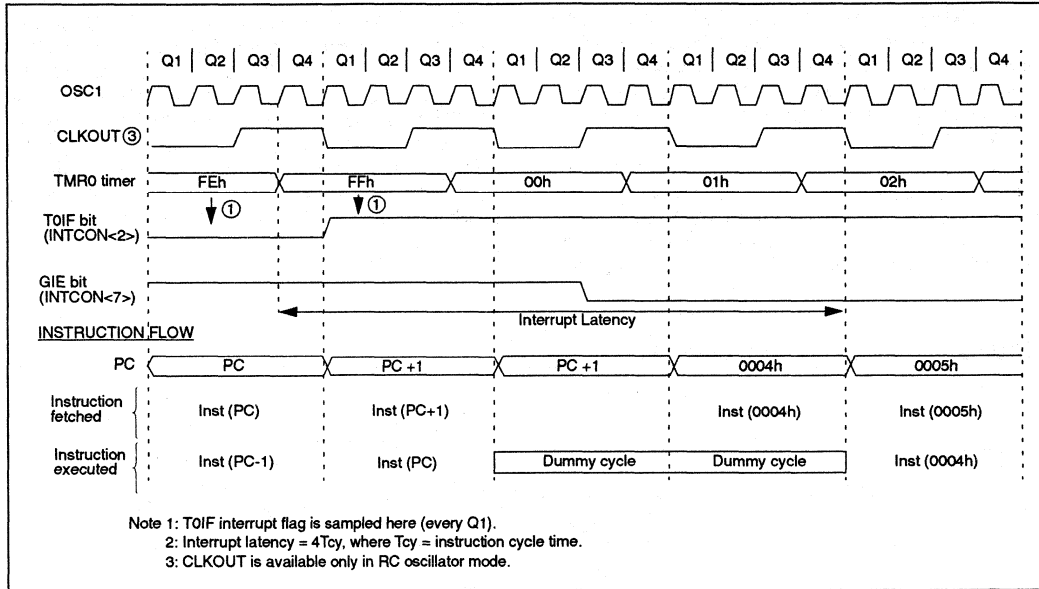 Q1 | Q2 | Q3 | Q4 Q1 | Q2 | Q3 | Q4 Q1 | Q2 | Q3 | Q4 Q1 | Q2 | Q3 | Q4 Q1 | Q2 | Q3 | Q4
OSC1
CLKOUT ③
TMR0 timer FEh FFh 00h 01h 02h
① ①
T0IF bit
(INTCON<2>)
GIE bit
(INTCON<7>)
Interrupt Latency
INSTRUCTION FLOW
PC PC PC +1 PC +1 0004h 0005h
Instruction
fetched Inst (PC) Inst (PC+1) Inst (0004h) Inst (0005h)
Instruction
executed Inst (PC-1) Inst (PC) Dummy cycle Dummy cycle Inst (0004h)
Note 1: T0IF interrupt flag is sampled here (every Q1).
2: Interrupt latency = 4Tcy, where Tcy = instruction cycle time.
3: CLKOUT is available only in RC oscillator mode.